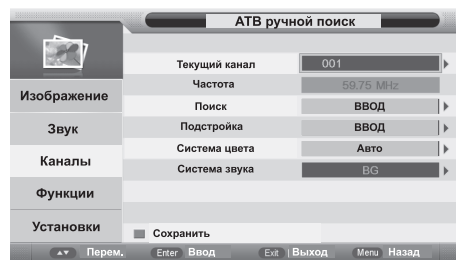 АТВ ручной поиск
Текущий канал 001
Частота 59.75 MHz
Поиск ВВОД
Подстройка ВВОД
Система цвета Авто
Система звука BG
Сохранить
Изображение
Звук
Каналы
Функции
Установки
Перем. Enter Ввод Exit Выход Menu Назад